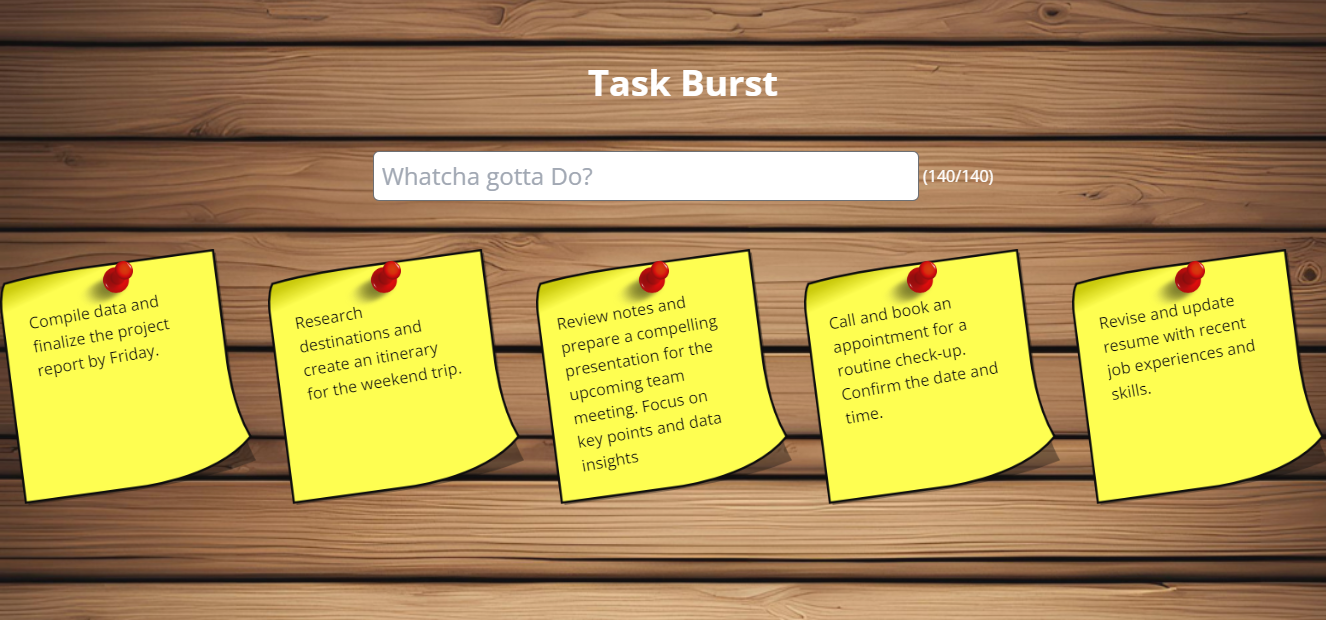 Task Burst
Whatcha gotta Do?
(140/140)
Compile data and
finalize the project
report by Friday.
Research
destinations and
create an itinerary
for the weekend trip.
Review notes and
prepare a compelling
presentation for the
upcoming team
meeting. Focus on
key points and data
insights
Call and book an
appointment for a
routine check-up.
Confirm the date and
time.
Revise and update
resume with recent
job experiences and
skills.